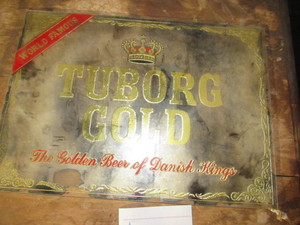 WORLD FAMOUS
TUBORG
GOLD
The Golden Beer of Danish Kings